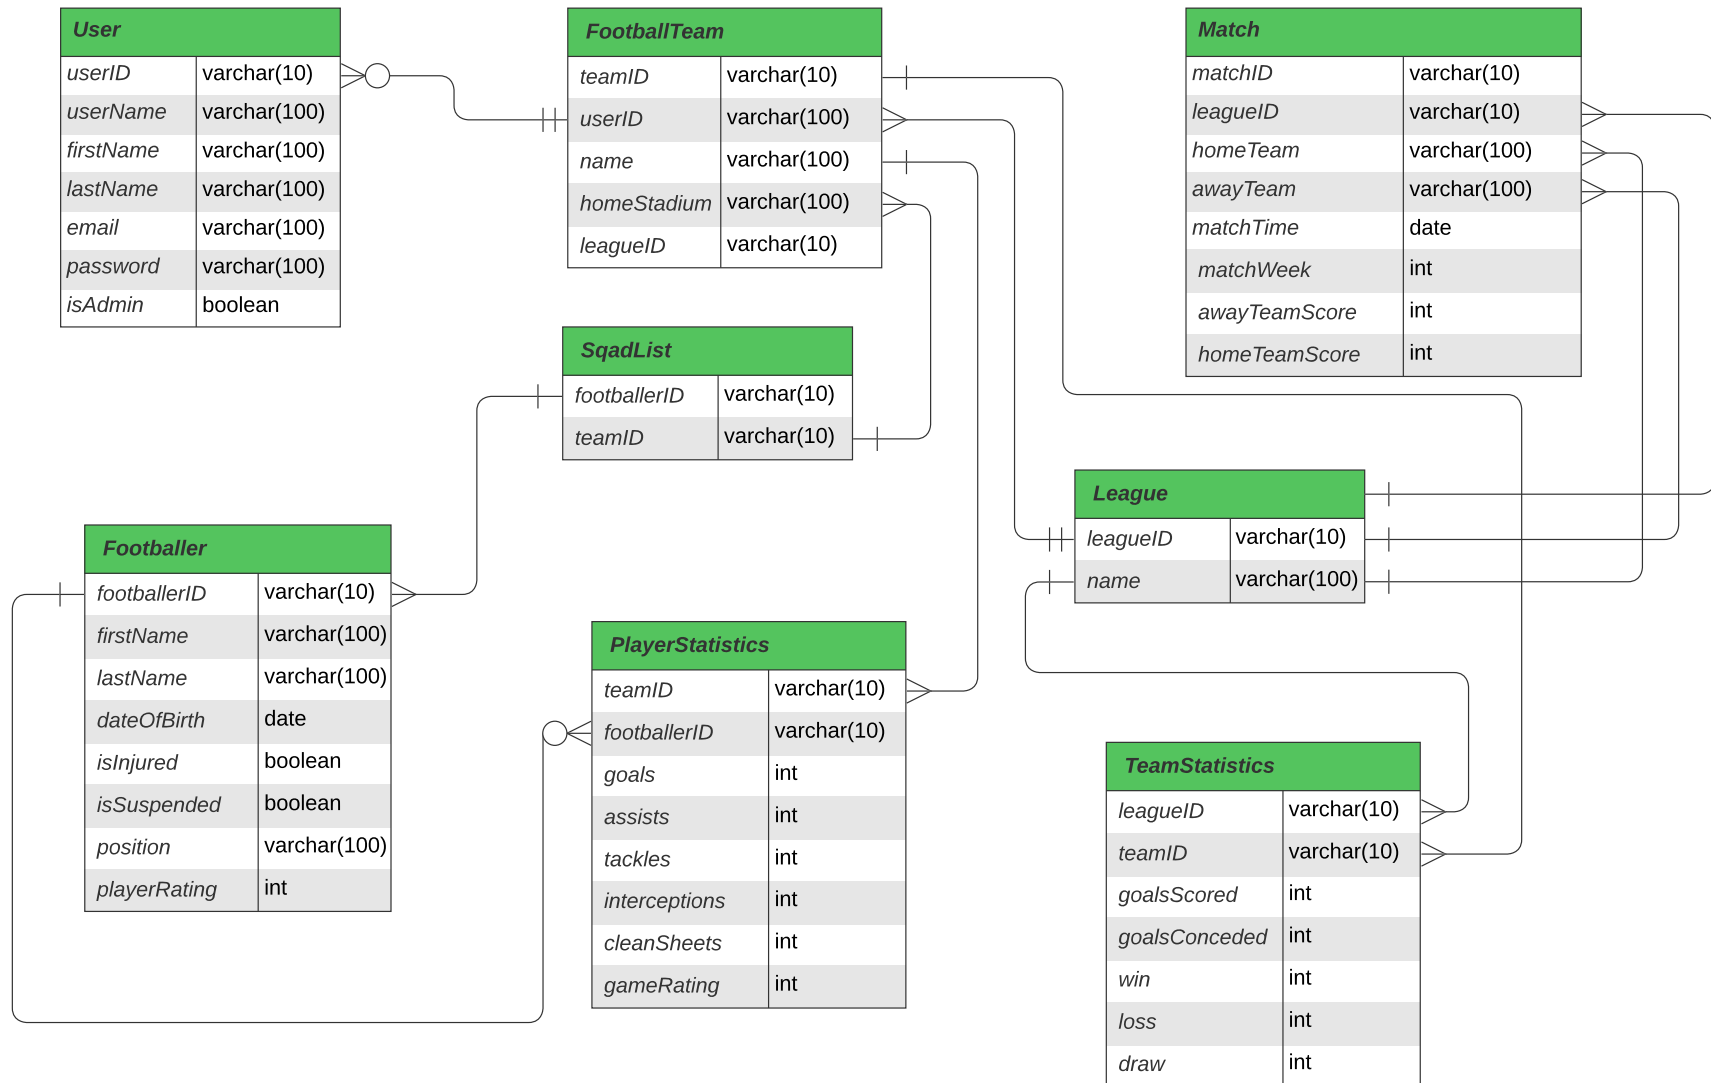 User
userID varchar(10)
userName varchar(100)
firstName varchar(100)
lastName varchar(100)
email varchar(100)
password varchar(100)
isAdmin boolean
FootballTeam
teamID varchar(10)
userID varchar(100)
name varchar(100)
homeStadium varchar(100)
leagueID varchar(10)
Match
matchID varchar(10)
leagueID varchar(10)
homeTeam varchar(100)
awayTeam varchar(100)
matchTime date
matchWeek int
awayTeamScore int
homeTeamScore int
SqadList
footballerID varchar(10)
teamID varchar(10)
League
leagueID varchar(10)
name varchar(100)
Footballer
footballerID varchar(10)
firstName varchar(100)
lastName varchar(100)
dateOfBirth date
isInjured boolean
isSuspended boolean
position varchar(100)
playerRating int
PlayerStatistics
teamID varchar(10)
footballerID varchar(10)
goals int
assists int
tackles int
interceptions int
cleanSheets int
gameRating int
TeamStatistics
leagueID varchar(10)
teamID varchar(10)
goalsScored int
goalsConceded int
win int
loss int
draw int